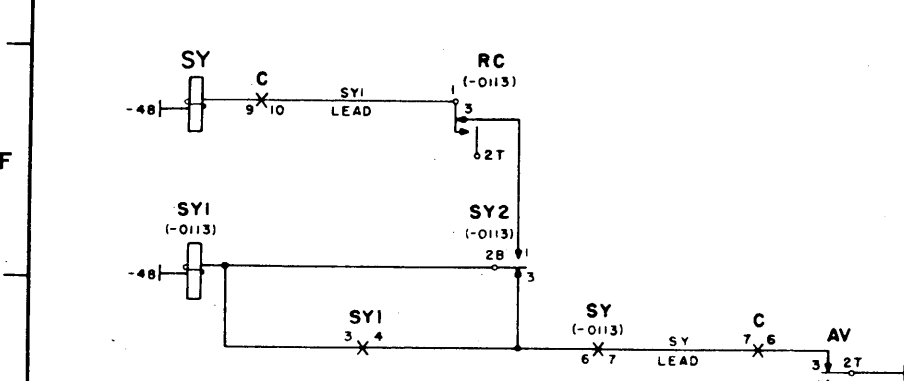 SY
C
RC
(-0113)
-48
9 10
SY1
LEAD
1
3
2T
F
SY1
(-0113)
SY2
(-0113)
2B
1
-48
3
SY1
3 4
SY
(-0113)
6 7
SY
LEAD
C
7 6
AV
3
2T